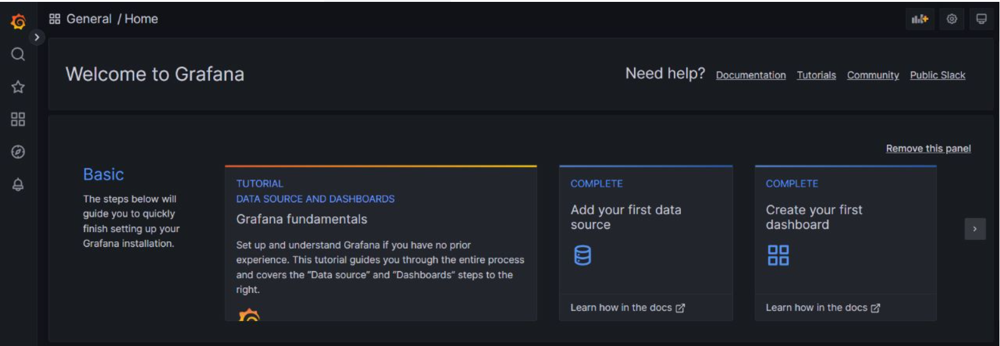 General / Home
Welcome to Grafana
Need help? Documentation Tutorials Community Public Slack
Remove this panel
Basic
The steps below will
guide you to quickly
finish setting up your
Grafana installation.
TUTORIAL
DATA SOURCE AND DASHBOARDS
Grafana fundamentals
Set up and understand Grafana if you have no prior
experience. This tutorial guides you through the entire process
and covers the “Data source” and “Dashboards” steps to the
right.
COMPLETE
Add your first data
source
Learn how in the docs
COMPLETE
Create your first
dashboard
Learn how in the docs